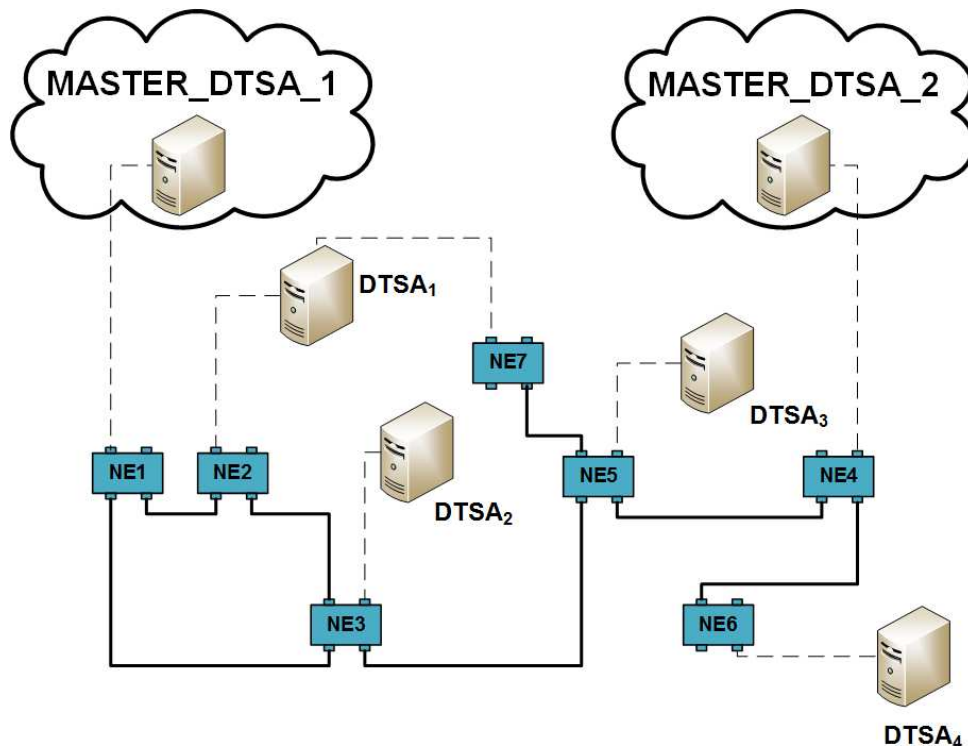 MASTER_DTSA_1
MASTER_DTSA_2
DTSA₁
NE7
DTSA₃
NE1
NE2
DTSA₂
NE5
NE4
NE3
NE6
DTSA₄